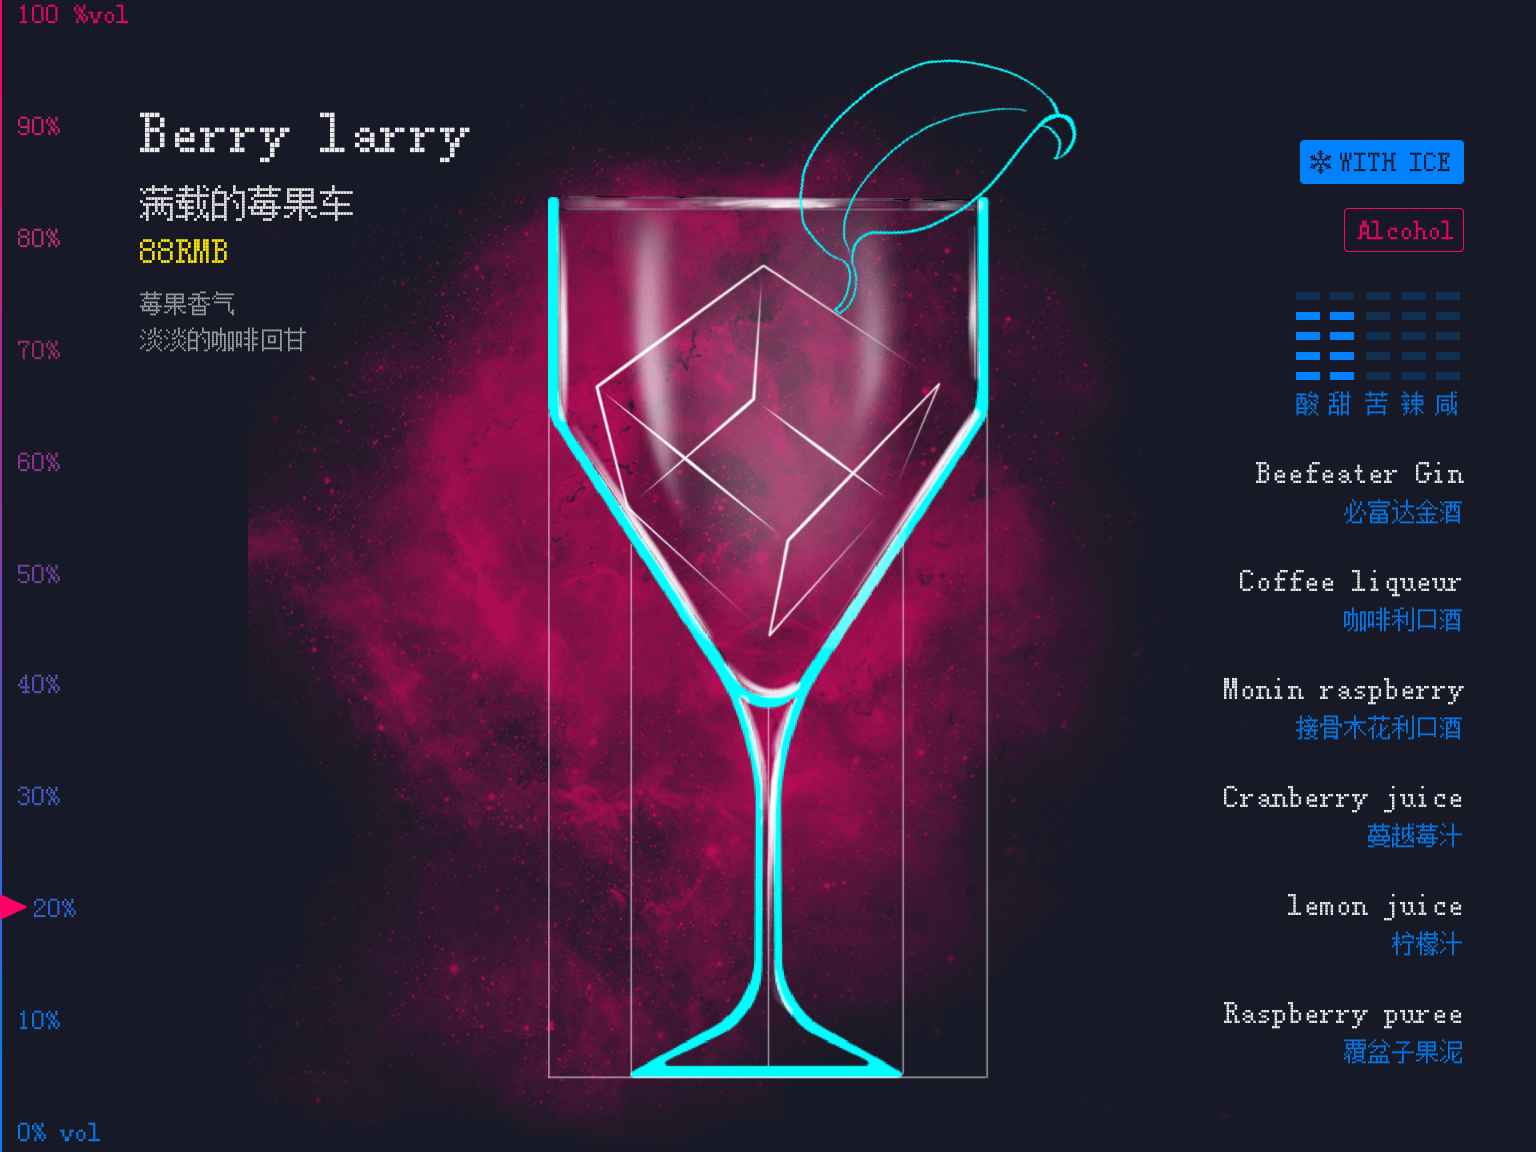 100 %vol
90%
80%
70%
60%
50%
40%
30%
20%
10%
0% vol
Berry larry
满载的莓果车
88RMB
莓果香气
淡淡的咖啡回甘
WITH ICE
Alcohol
酸 甜 苦 辣 咸
Beefeater Gin
必富达金酒
Coffee liqueur
咖啡利口酒
Monin raspberry
接骨木花利口酒
Cranberry juice
蔓越莓汁
lemon juice
柠檬汁
Raspberry puree
覆盆子果泥